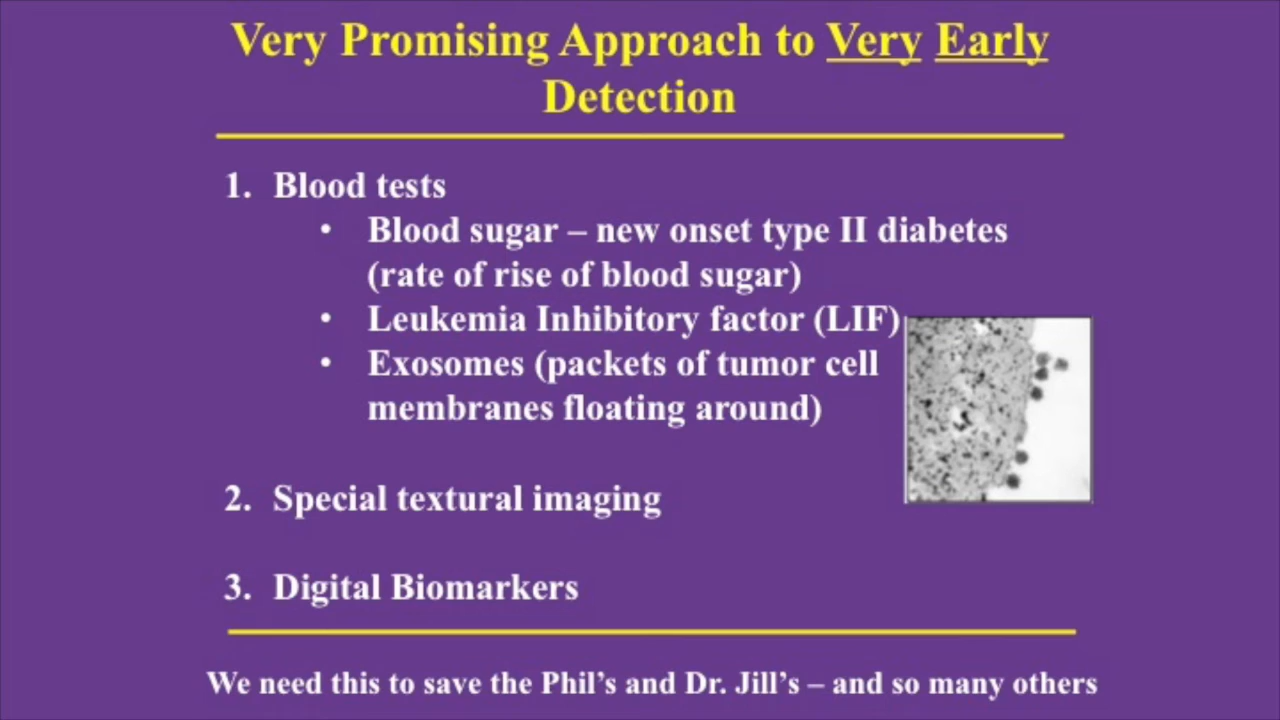 Very Promising Approach to Very Early
Detection
1. Blood tests
• Blood sugar – new onset type II diabetes
(rate of rise of blood sugar)
• Leukemia Inhibitory factor (LIF)
• Exosomes (packets of tumor cell
membranes floating around)
2. Special textural imaging
3. Digital Biomarkers
We need this to save the Phil's and Dr. Jill's – and so many others